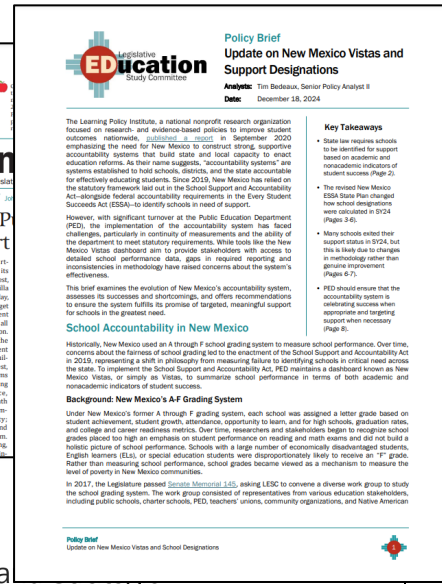 Legislative
EDucation
Study Committee
Policy Brief
Update on New Mexico Vistas and
Support Designations
Analysts: Tim Bedeaux, Senior Policy Analyst II
Date: December 18, 2024
The Learning Policy Institute, a national nonprofit research organization
focused on research- and evidence-based policies to improve student
outcomes nationwide, published a report in September 2020
emphasizing the need for New Mexico to construct strong, supportive
accountability systems that build state and local capacity to enact
education reforms. As their name suggests, "accountability systems" are
systems established to hold schools, districts, and the state accountable
for effectively educating students. Since 2019, New Mexico has relied on
the statutory framework laid out in the School Support and Accountability
Act—alongside federal accountability requirements in the Every Student
Succeeds Act (ESSA)—to identify schools in need of support.
However, with significant turnover at the Public Education Department
(PED), the implementation of the accountability system has faced
challenges, particularly in continuity of measurements and the ability of
the department to meet statutory requirements. While tools like the New
Mexico Vistas dashboard aim to provide stakeholders with access to
detailed school performance data, gaps in required reporting and
inconsistencies in methodology have raised concerns about the system's
effectiveness.
This brief examines the evolution of New Mexico's accountability system,
assesses its successes and shortcomings, and offers recommendations
to ensure the system fulfills its promise of targeted, meaningful support
for schools in the greatest need.
Key Takeaways
• State law requires schools
to be identified for support
based on academic and
nonacademic indicators of
student success (Page 2).
• The revised New Mexico
ESSA State Plan changed
how school designations
were calculated in SY24
(Pages 3-6).
• Many schools exited their
support status in SY24, but
this is likely due to changes
in methodology rather than
genuine improvement
(Pages 6-7).
• PED should ensure that the
accountability system is
celebrating success when
appropriate and targeting
support when necessary
(Page 8).
School Accountability in New Mexico
Historically, New Mexico used an A through F school grading system to measure school performance. Over time,
concerns about the fairness of school grading led to the enactment of the School Support and Accountability Act
in 2019, representing a shift in philosophy from measuring failure to identifying schools in critical need across
the state. To implement the School Support and Accountability Act, PED maintains a dashboard known as New
Mexico Vistas, or simply as Vistas, to summarize school performance in terms of both academic and
nonacademic indicators of student success.
Background: New Mexico's A-F Grading System
Under New Mexico's former A through F grading system, each school was assigned a letter grade based on
student achievement, student growth, attendance, opportunity to learn, and for high schools, graduation rates,
and college and career readiness metrics. Over time, researchers and stakeholders began to recognize school
grades placed too high an emphasis on student performance on reading and math exams and did not build a
holistic picture of school performance. Schools with a large number of economically disadvantaged students,
English learners (ELs), or special education students were disproportionately likely to receive an "F" grade.
Rather than measuring school performance, school grades became viewed as a mechanism to measure the
level of poverty in New Mexico communities.
In 2017, the Legislature passed Senate Memorial 145, asking LESC to convene a diverse work group to study
the school grading system. The work group consisted of representatives from various education stakeholders,
including public schools, charter schools, PED, teachers' unions, community organizations, and Native American
Policy Brief
Update on New Mexico Vistas and School Designations
1